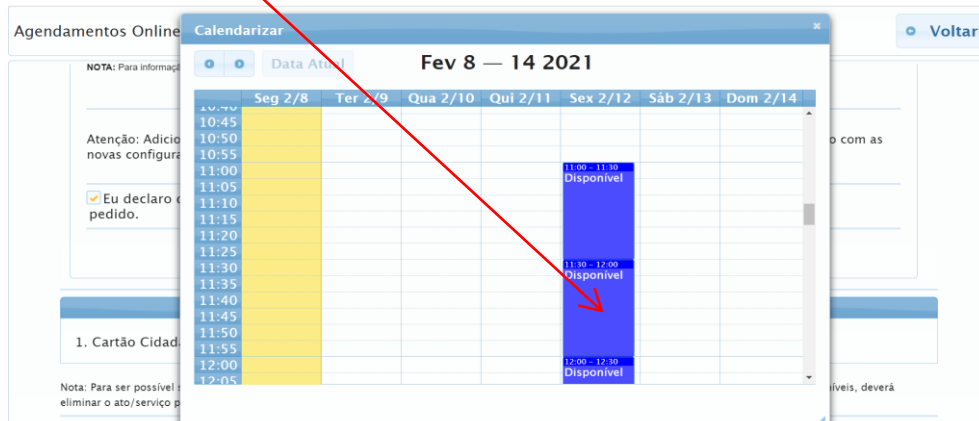 Agendamentos Online
Voltar
Calendarizar
Data Atual
Fev 8 — 14 2021
NOTA: Para
Seg 2/8 Ter 2/9 Qua 2/10 Qui 2/11 Sex 2/12 Sáb 2/13 Dom 2/14
10:40
10:45
10:50
10:55
11:00
11:05
11:10
11:15
11:20
11:25
11:30
11:35
11:40
11:45
11:50
11:55
12:00
12:05
11:00 – 11:30
Disponível
11:30 – 12:00
Disponível
12:00 – 12:30
Disponível
Atenção: Adicio
o com as
novas configura
Eu declaro
pedido.
1. Cartão Cidad
Nota: Para ser possível
íveis, deverá
eliminar o ato/serviço p